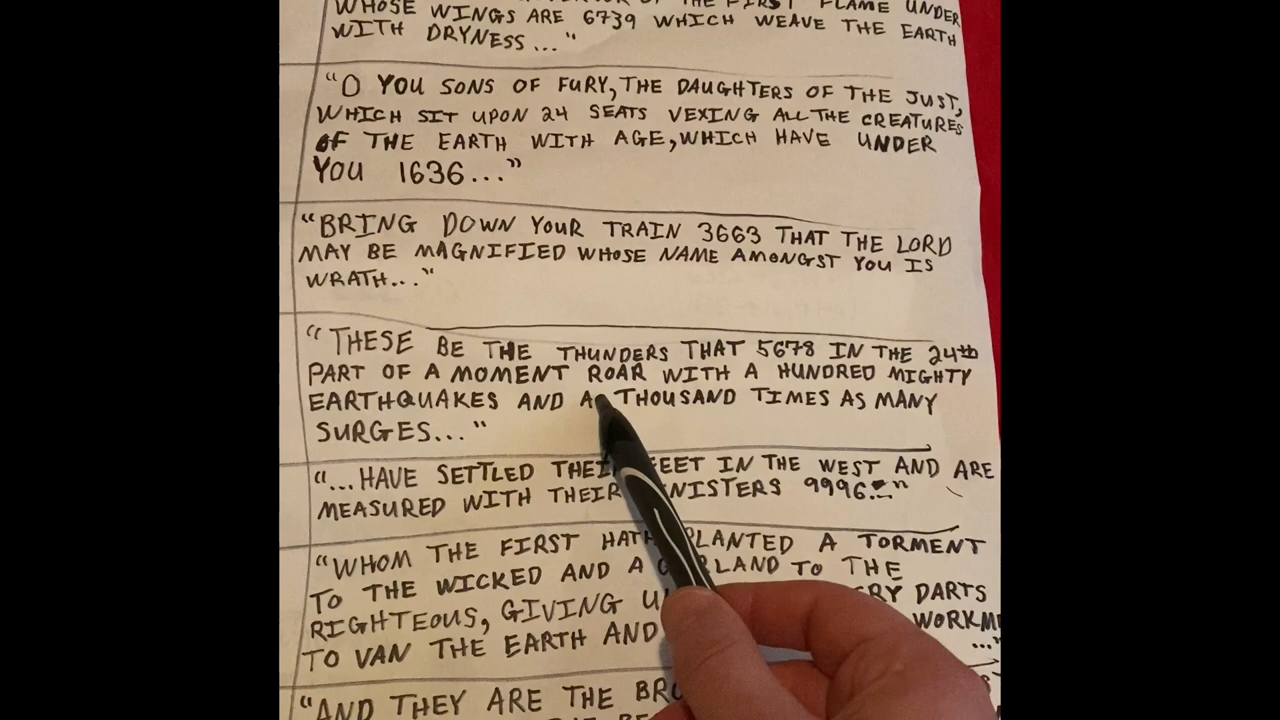 WHOSE WINGS ARE 6739 WHICH WEAVE THE EARTH
WITH DRYNESS..."
"O YOU SONS OF FURY, THE DAUGHTERS OF THE JUST,
WHICH SIT UPON 24 SEATS VEXING ALL THE CREATURES
OF THE EARTH WITH AGE, WHICH HAVE UNDER
YOU 1636..."
"BRING DOWN YOUR TRAIN 3663 THAT THE LORD
MAY BE MAGNIFIED WHOSE NAME AMONGST YOU IS
WRATH..."
"THESE BE THE THUNDERS THAT 5678 IN THE 24th
PART OF A MOMENT ROAR WITH A HUNDRED MIGHTY
EARTHQUAKES AND A THOUSAND TIMES AS MANY
SURGES..."
"...HAVE SETTLED THEIR FEET IN THE WEST AND ARE
MEASURED WITH THEIR MINISTERS 9996..."
"WHOM THE FIRST HATH PLANTED A TORMENT
TO THE WICKED AND A GARLAND TO THE
RIGHTEOUS, GIVING DARTS
TO VAN THE EARTH AND
..."
"AND THEY ARE THE